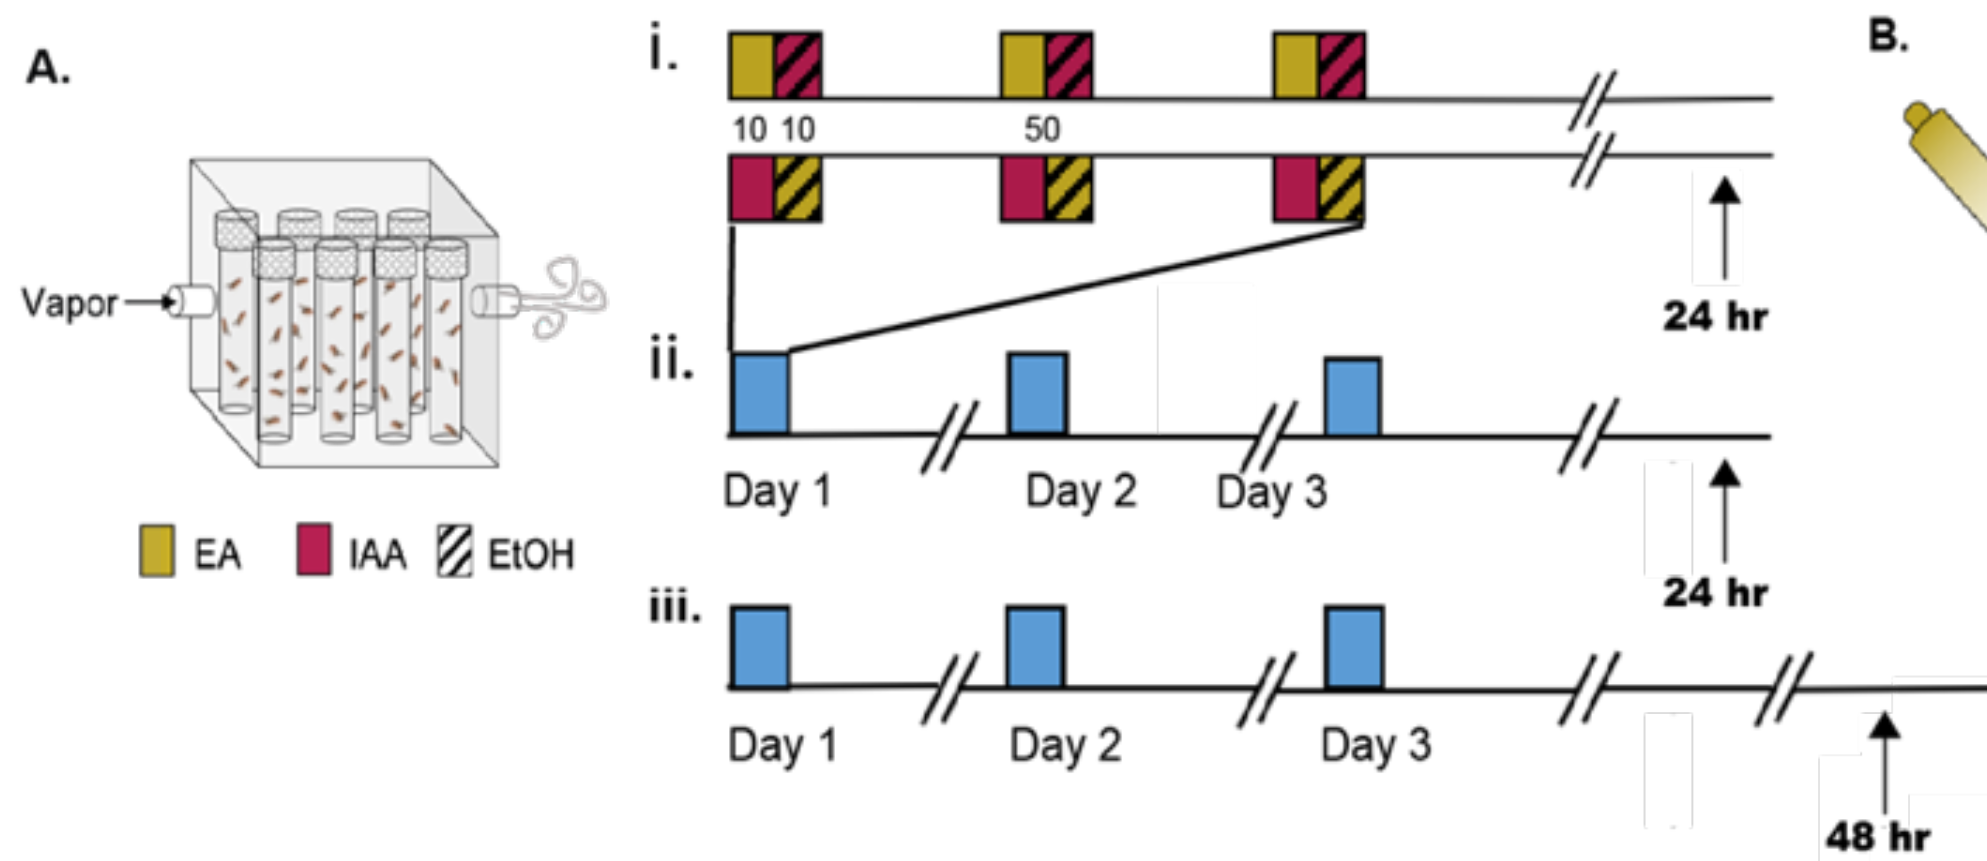 A.
Vapor
EA IAA EtOH
i.
10 10 50
24 hr
ii.
Day 1 Day 2 Day 3
24 hr
iii.
Day 1 Day 2 Day 3
48 hr
B.